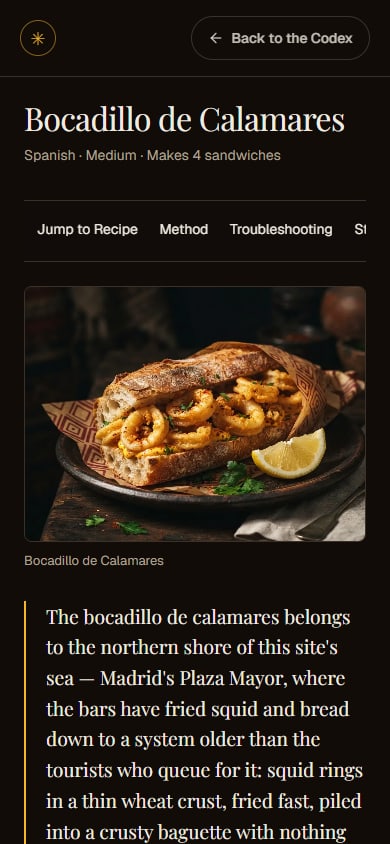 ← Back to the Codex
Bocadillo de Calamares
Spanish · Medium · Makes 4 sandwiches
Jump to Recipe Method Troubleshooting
Bocadillo de Calamares
The bocadillo de calamares belongs
to the northern shore of this site's
sea — Madrid's Plaza Mayor, where
the bars have fried squid and bread
down to a system older than the
tourists who queue for it: squid rings
in a thin wheat crust, fried fast, piled
into a crusty baguette with nothing